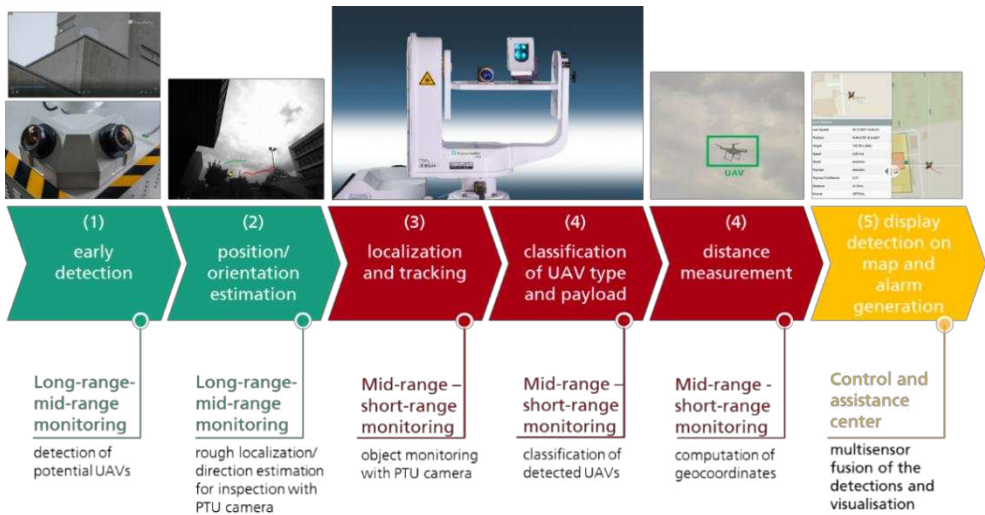 UAV
(1)
early
detection
(2)
position/
orientation
estimation
(3)
localization
and tracking
(4)
classification
of UAV type
and payload
(4)
distance
measurement
(5) display
detection on
map and
alarm
generation
Long-range-
mid-range
monitoring
detection of
potential UAVs
Long-range-
mid-range
monitoring
rough localization/
direction estimation
for inspection with
PTU camera
Mid-range –
short-range
monitoring
object monitoring
with PTU camera
Mid-range –
short-range
monitoring
classification of
detected UAVs
Mid-range -
short-range
monitoring
computation of
geocoordinates
Control and
assistance
center
multisensor
fusion of the
detections and
visualisation